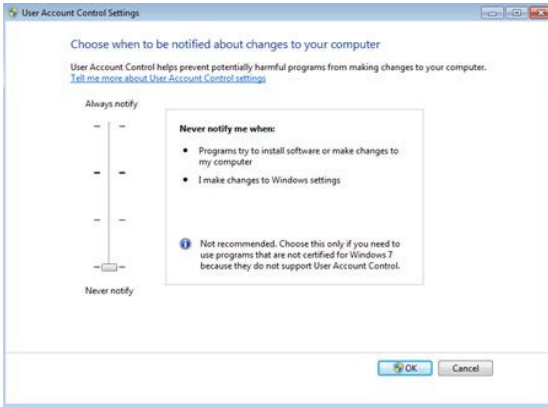 User Account Control Settings
Choose when to be notified about changes to your computer
User Account Control helps prevent potentially harmful programs from making changes to your computer.
Tell me more about User Account Control settings
Always notify
Never notify me when:
• Programs try to install software or make changes to
my computer
• I make changes to Windows settings
Not recommended. Choose this only if you need to
use programs that are not certified for Windows 7
because they do not support User Account Control.
Never notify
OK
Cancel